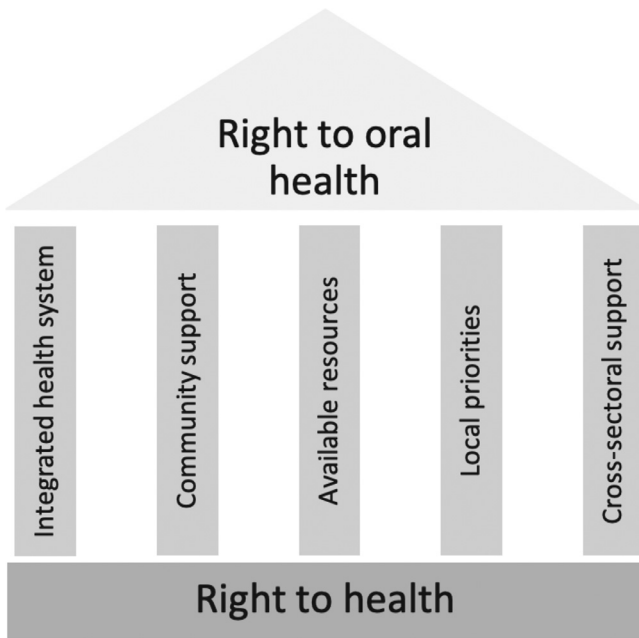 Right to oral
health
Integrated health system
Community support
Available resources
Local priorities
Cross-sectoral support
Right to health